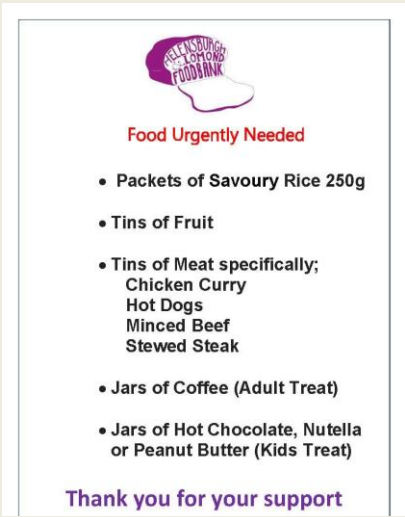 HELENSBURGH
LOMOND
FOODBANK
Food Urgently Needed
• Packets of Savoury Rice 250g
• Tins of Fruit
• Tins of Meat specifically;
Chicken Curry
Hot Dogs
Minced Beef
Stewed Steak
• Jars of Coffee (Adult Treat)
• Jars of Hot Chocolate, Nutella
or Peanut Butter (Kids Treat)
Thank you for your support